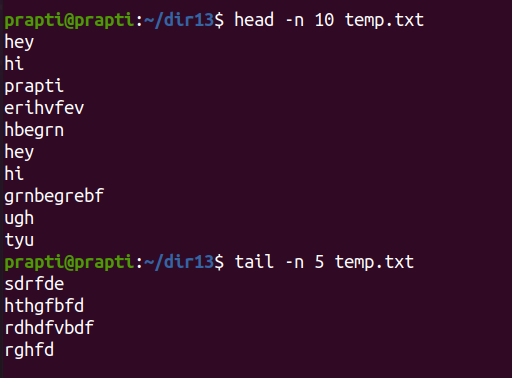 prapti@prapti:~/dir13$ head -n 10 temp.txt
hey
hi
prapti
erihvfev
hbegrn
hey
hi
grnbegrebf
ugh
tyu
prapti@prapti:~/dir13$ tail -n 5 temp.txt
sdrfde
hthgfbfd
rdhdfvbdf
rghfd